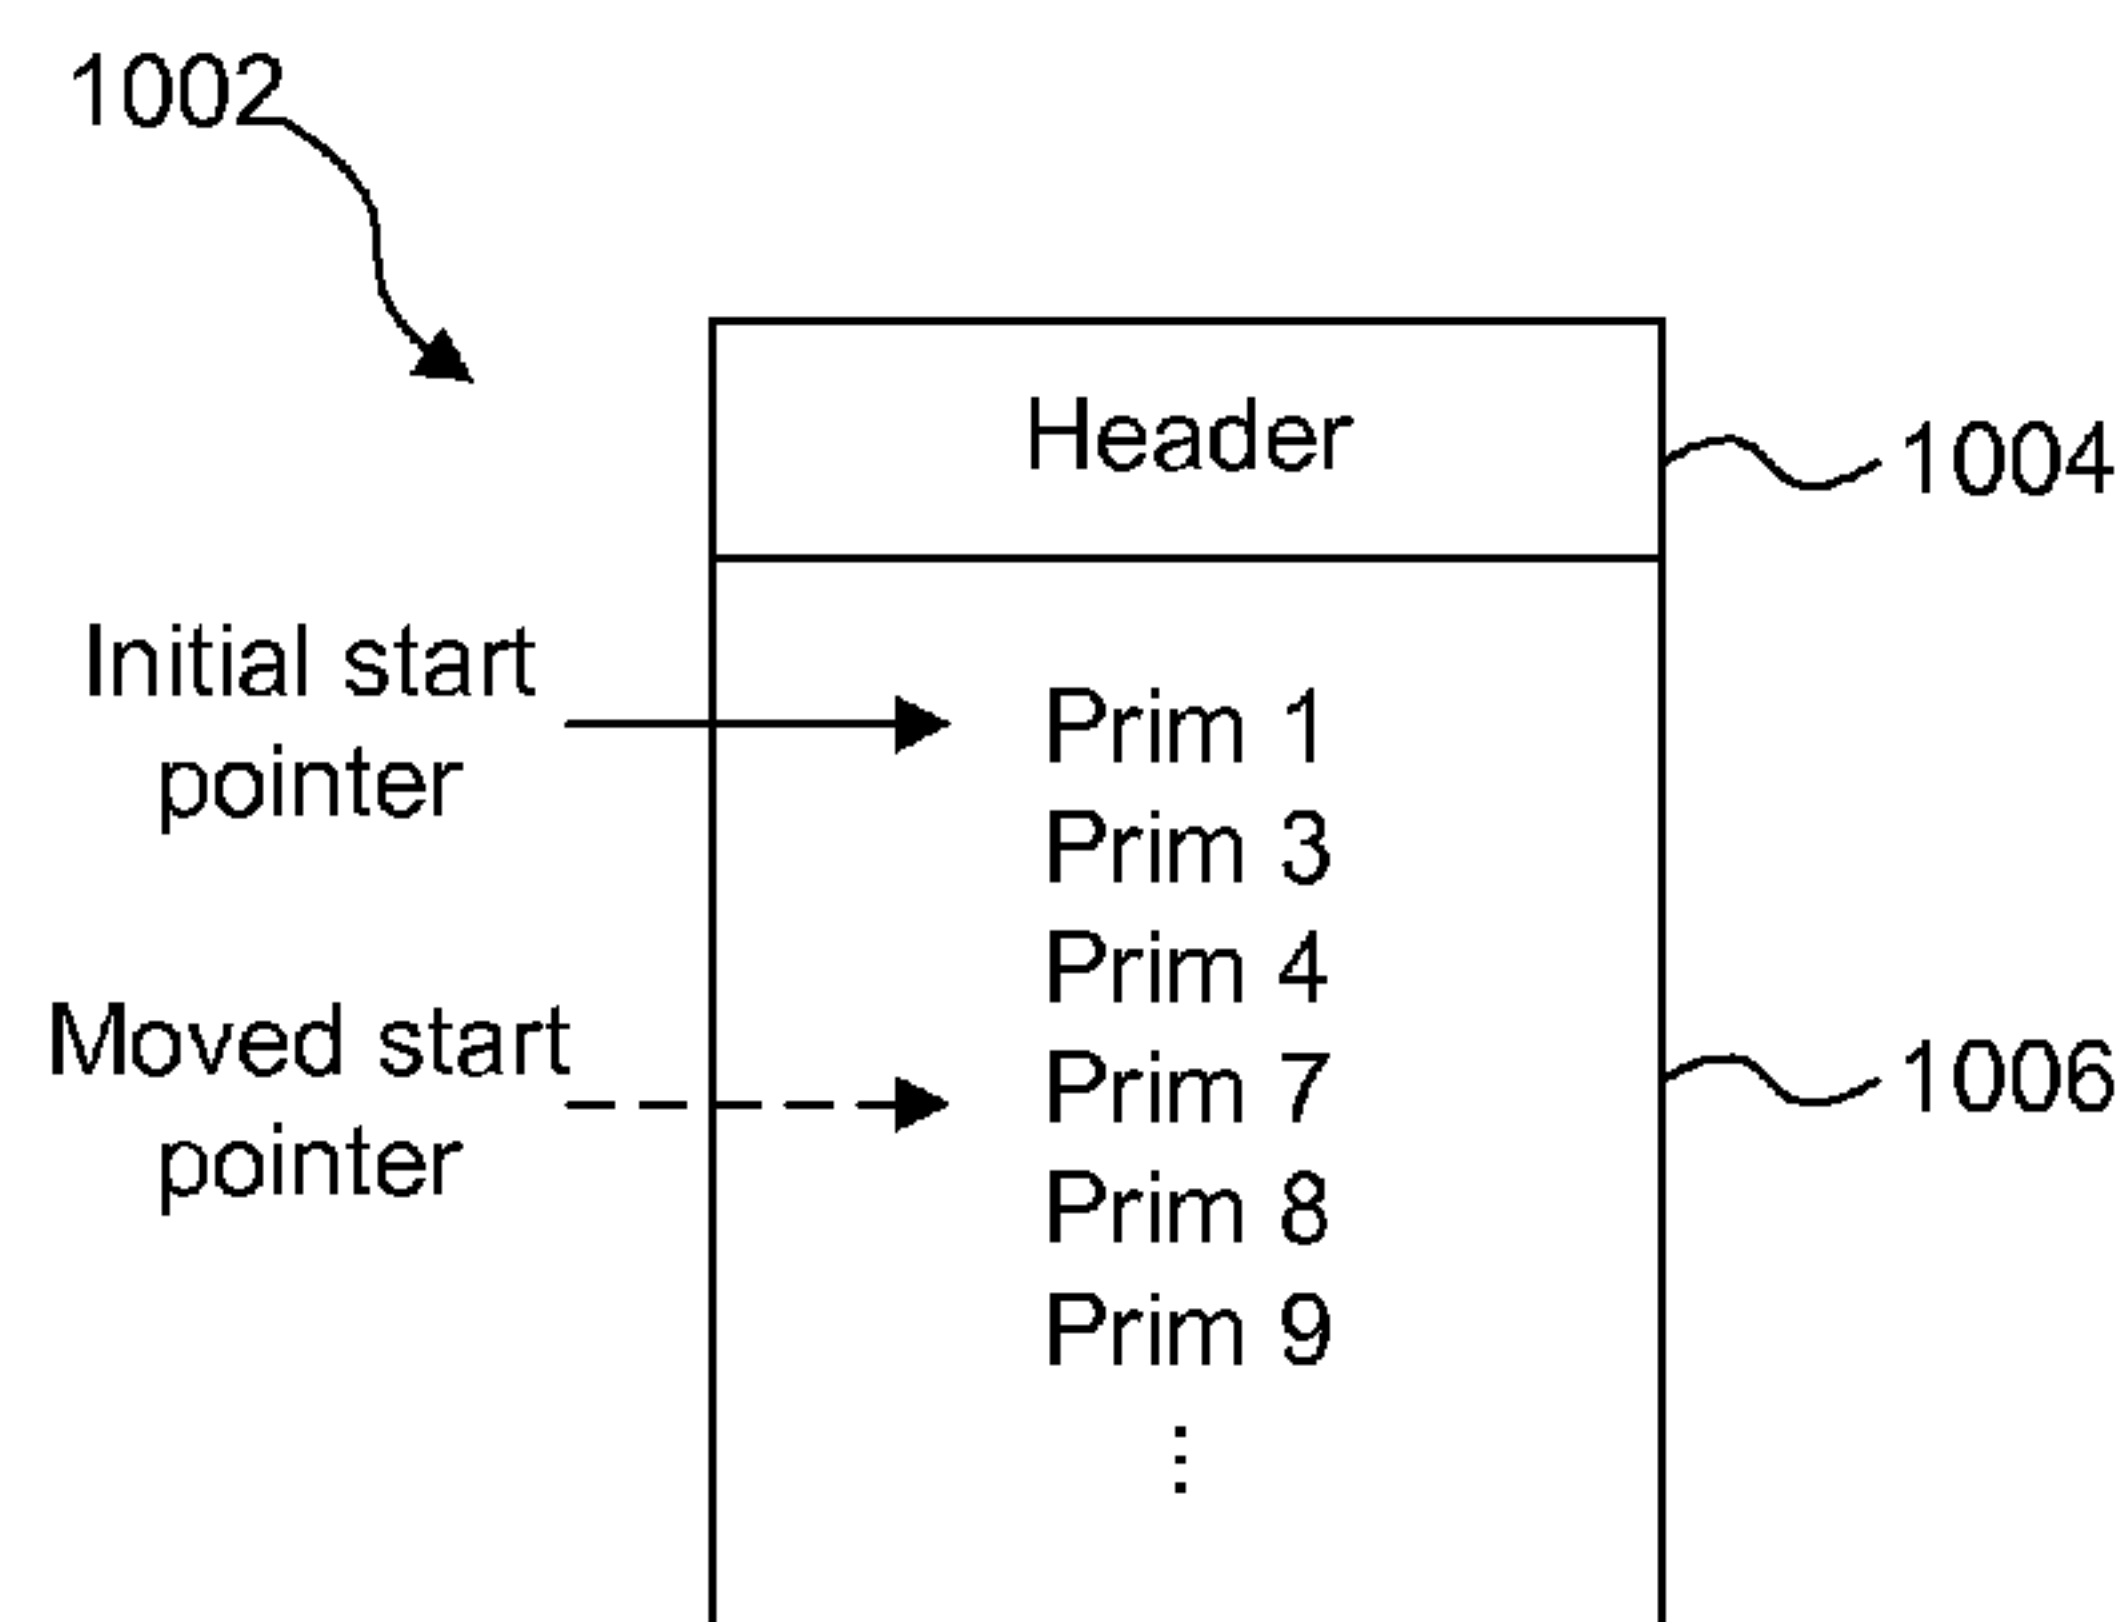 1002
Header
1004
Initial start
pointer
Prim 1
Prim 3
Prim 4
Moved start
pointer
Prim 7
1006
Prim 8
Prim 9
⋮